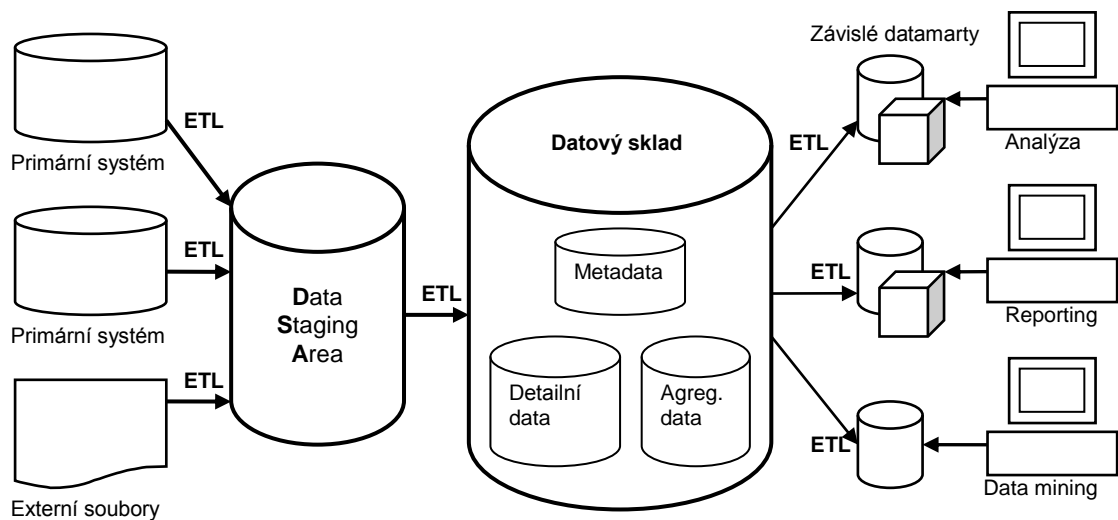 Závislé datamarty
ETL
Primární systém
ETL
Primární systém
ETL
Externí soubory
Data
Staging
Area
ETL
Datový sklad
Metadata
Detailní
data
Agreg.
data
ETL
Analýza
ETL
Reporting
ETL
Data mining